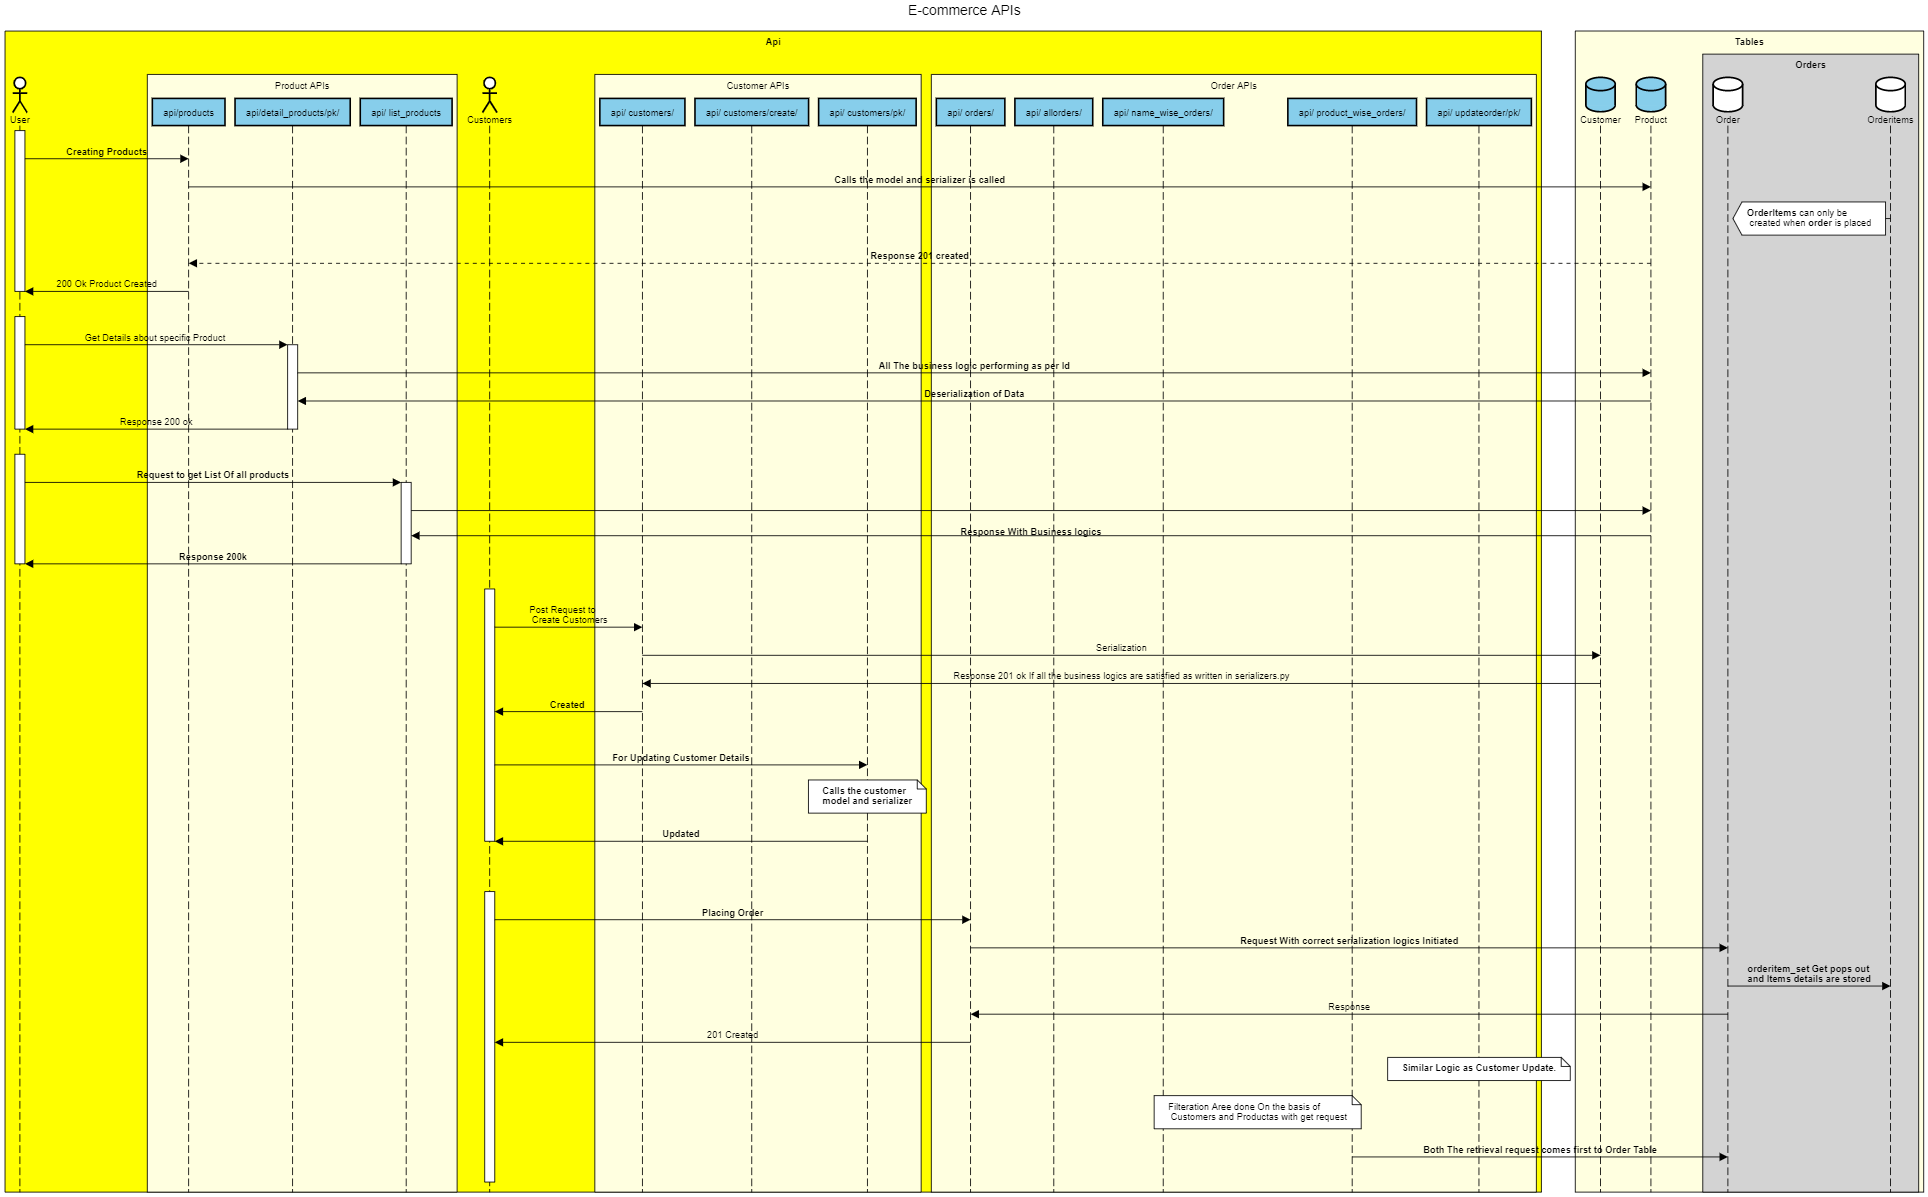 E-commerce APIs
Api
Tables
Orders
Product APIs
Customer APIs
Order APIs
api/products
api/detail_products/pk/
api/ list_products
api/ customers/
api/ customers/create/
api/ customers/pk/
api/ orders/
api/ allorders/
api/ name_wise_orders/
api/ product_wise_orders/
api/ updateorder/pk/
User
Customers
Customer
Product
Order
Orderitems
Creating Products
Calls the model and serializer is called
OrderItems can only be
created when order is placed
Response 201 created
200 Ok Product Created
Get Details about specific Product
All The business logic performing as per Id
Deserialization of Data
Response 200 ok
Request to get List Of all products
Response With Business logics
Response 200k
Post Request to
Create Customers
Serialization
Response 201 ok If all the business logics are satisfied as written in serializers.py
Created
For Updating Customer Details
Calls the customer
model and serializer
Updated
Placing Order
Request With correct serialization logics Initiated
orderitem_set Get pops out
and Items details are stored
Response
201 Created
Similar Logic as Customer Update.
Filteration Aree done On the basis of
Customers and Productas with get request
Both The retrieval request comes first to Order Table